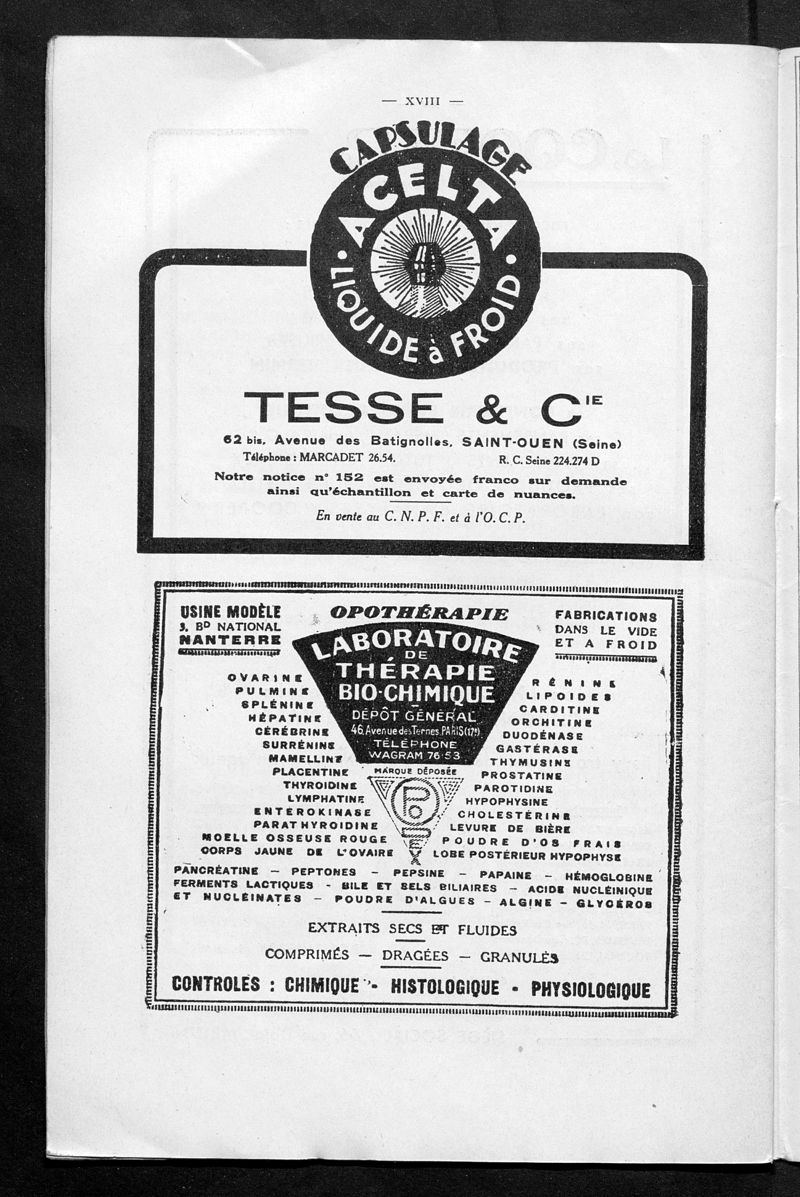 — XVIII —
CAPSULAGE
ACELTA
• LIQUIDE à FROID •
TESSE & CIE
62 bis, Avenue des Batignolles, SAINT-OUEN (Seine)
Téléphone : MARCADET 26.54. R. C. Seine 224.274 D
Notre notice n° 152 est envoyée franco sur demande
ainsi qu'échantillon et carte de nuances.
En vente au C. N. P. F. et à l'O. C. P.
USINE MODÈLE
BD NATIONAL
NANTERRE
OPOTHÉRAPIE
FABRICATIONS
DANS LE VIDE
ET A FROID
LABORATOIRE
DE
THÉRAPIE
BIO-CHIMIQUE
DÉPÔT GÉNÉRAL
46, Avenue des Ternes, PARIS (17e)
TÉLÉPHONE
WAGRAM 76-53
MARQUE DÉPOSÉE
OVARINE
PULMINE
SPLÉNINE
HÉPATINE
CÉRÉBRINE
SURRÉNINE
MAMELLINE
PLACENTINE
THYROIDINE
LYMPHATINE
ENTEROKINASE
PARATHYROIDINE
MOELLE OSSEUSE ROUGE
CORPS JAUNE DE L'OVAIRE
RÉNINE
LIPOIDES
CARDITINE
ORCHITINE
DUODÉNASE
GASTÉRASE
THYMUSINE
PROSTATINE
PAROTIDINE
HYPOPHYSINE
CHOLESTÉRINE
LEVURE DE BIÈRE
POUDRE D'OS FRAIS
LOBE POSTÉRIEUR HYPOPHYSE
PANCRÉATINE — PEPTONES — PEPSINE — PAPAINE — HÉMOGLOBINE
FERMENTS LACTIQUES - BILE ET SELS BILIAIRES — ACIDE NUCLÉINIQUE
ET NUCLÉINATES — POUDRE D'ALGUES — ALGINE — GLYCÉROS
EXTRAITS SECS ET FLUIDES
COMPRIMÉS — DRAGÉES — GRANULÉS
CONTROLES : CHIMIQUE - HISTOLOGIQUE - PHYSIOLOGIQUE